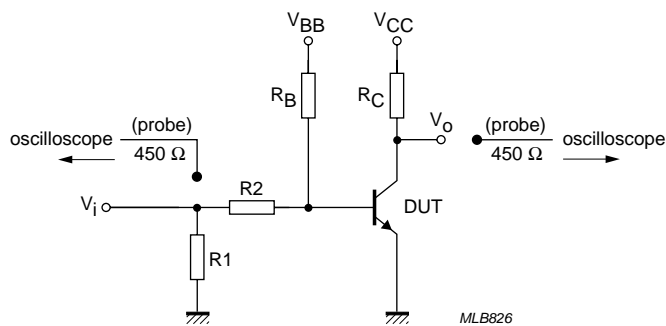 VBB
VCC
RB
RC
Vo
(probe)
oscilloscope
450 Ω
(probe)
oscilloscope
450 Ω
R2
Vi
DUT
R1
MLB826